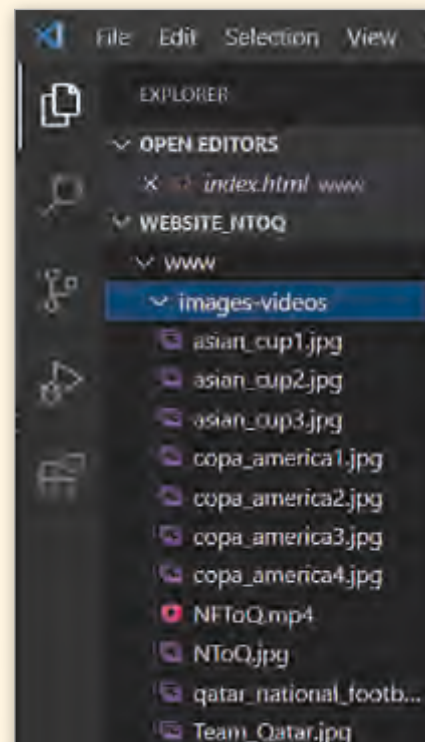 File Edit Selection View
EXPLORER
OPEN EDITORS
index.html www
WEBSITE_NTOQ
www
images-videos
asian_cup1.jpg
asian_cup2.jpg
asian_cup3.jpg
copa_america1.jpg
copa_america2.jpg
copa_america3.jpg
copa_america4.jpg
NFToQ.mp4
NToQ.jpg
qatar_national_footb...
Team_Qatar.jpg